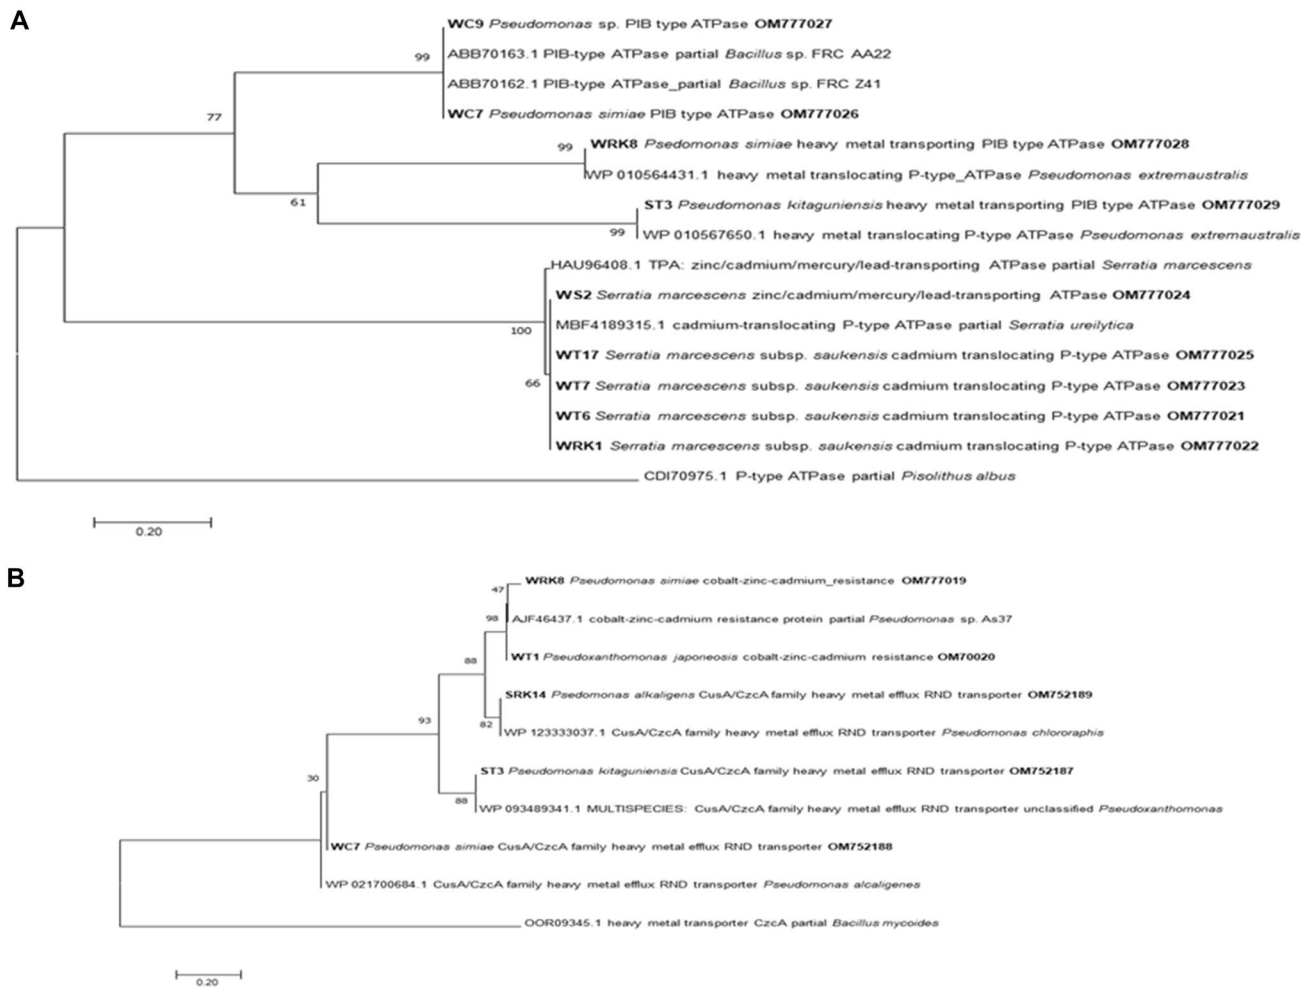 A
WC9 Pseudomonas sp. PIB type ATPase OM777027
99
ABB70163.1 PIB-type ATPase partial Bacillus sp. FRC AA22
ABB70162.1 PIB-type ATPase_partial Bacillus sp. FRC Z41
WC7 Pseudomonas simiae PIB type ATPase OM777026
77
WRK8 Psedomonas simiae heavy metal transporting PIB type ATPase OM777028
99
WP 010564431.1 heavy metal translocating P-type_ATPase Pseudomonas extremaustralis
61
ST3 Pseudomonas kitaguniensis heavy metal transporting PIB type ATPase OM777029
99
WP 010567650.1 heavy metal translocating P-type ATPase Pseudomonas extremaustralis
HAU96408.1 TPA: zinc/cadmium/mercury/lead-transporting ATPase partial Serratia marcescens
WS2 Serratia marcescens zinc/cadmium/mercury/lead-transporting ATPase OM777024
MBF4189315.1 cadmium-translocating P-type ATPase partial Serratia ureilytica
100
WT17 Serratia marcescens subsp. saukensis cadmium translocating P-type ATPase OM777025
66
WT7 Serratia marcescens subsp. saukensis cadmium translocating P-type ATPase OM777023
WT6 Serratia marcescens subsp. saukensis cadmium translocating P-type ATPase OM777021
WRK1 Serratia marcescens subsp. saukensis cadmium translocating P-type ATPase OM777022
CDI70975.1 P-type ATPase partial Pisolithus albus
0.20
B
WRK8 Pseudomonas simiae cobalt-zinc-cadmium_resistance OM777019
47
98
AJF46437.1 cobalt-zinc-cadmium resistance protein partial Pseudomonas sp. As37
WT1 Pseudoxanthomonas japoneosis cobalt-zinc-cadmium resistance OM70020
88
SRK14 Psedomonas alkaligens CusA/CzcA family heavy metal efflux RND transporter OM752189
82
WP 123333037.1 CusA/CzcA family heavy metal efflux RND transporter Pseudomonas chlororaphis
93
ST3 Pseudomonas kitaguniensis CusA/CzcA family heavy metal efflux RND transporter OM752187
88
WP 093489341.1 MULTISPECIES: CusA/CzcA family heavy metal efflux RND transporter unclassified Pseudoxanthomonas
30
WC7 Pseudomonas simiae CusA/CzcA family heavy metal efflux RND transporter OM752188
WP 021700684.1 CusA/CzcA family heavy metal efflux RND transporter Pseudomonas alcaligenes
OOR09345.1 heavy metal transporter CzcA partial Bacillus mycoides
0.20